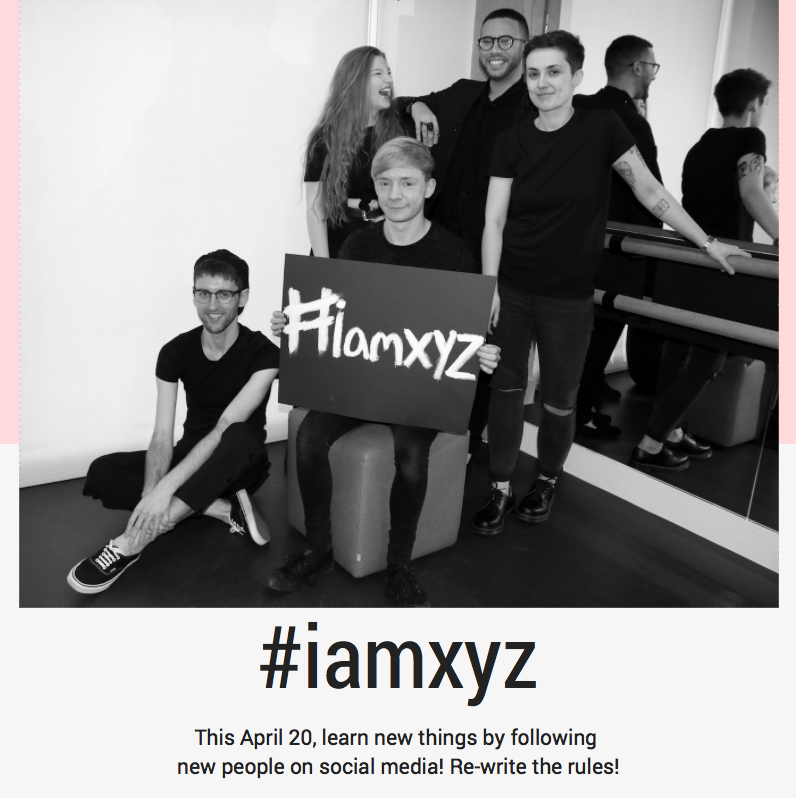 #iamxyz
#iamxyz
This April 20, learn new things by following
new people on social media! Re-write the rules!